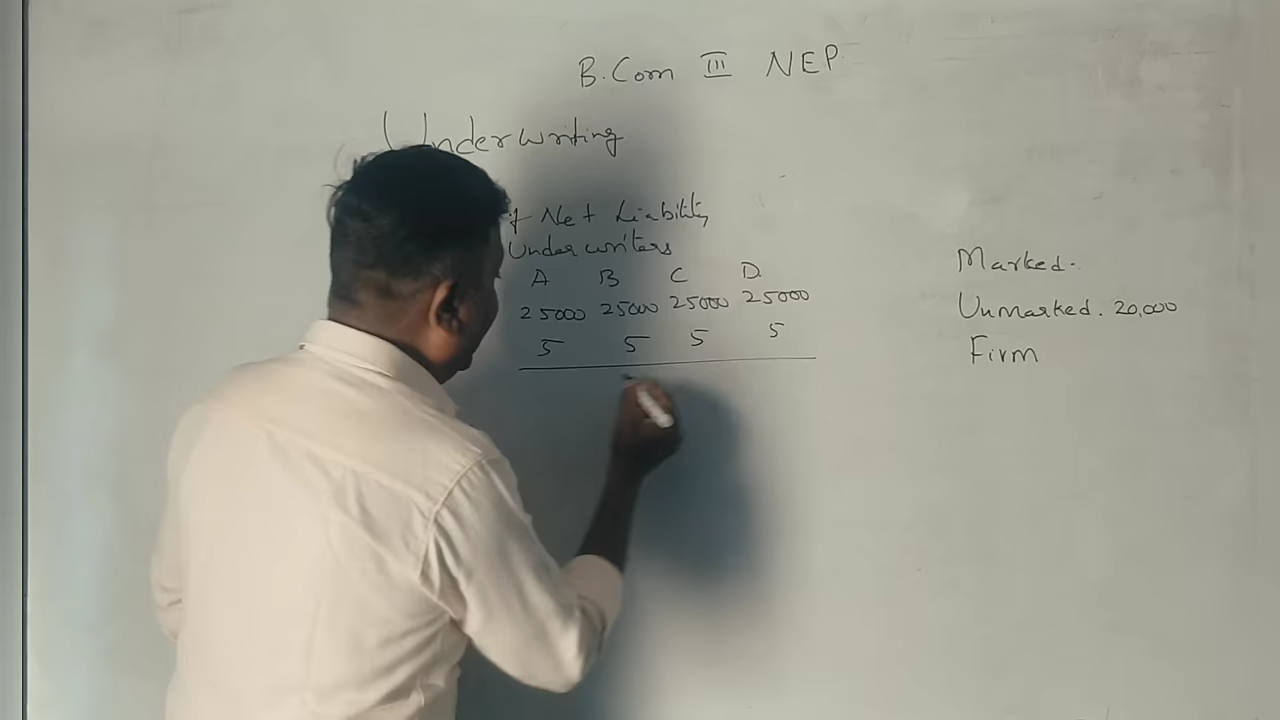 B.Com III NEP
Underwriting
f Net Liability
Underwriters
A B C D.
25000 25000 25000 25000
5 5 5 5
Marked.
Unmarked. 20,000
Firm